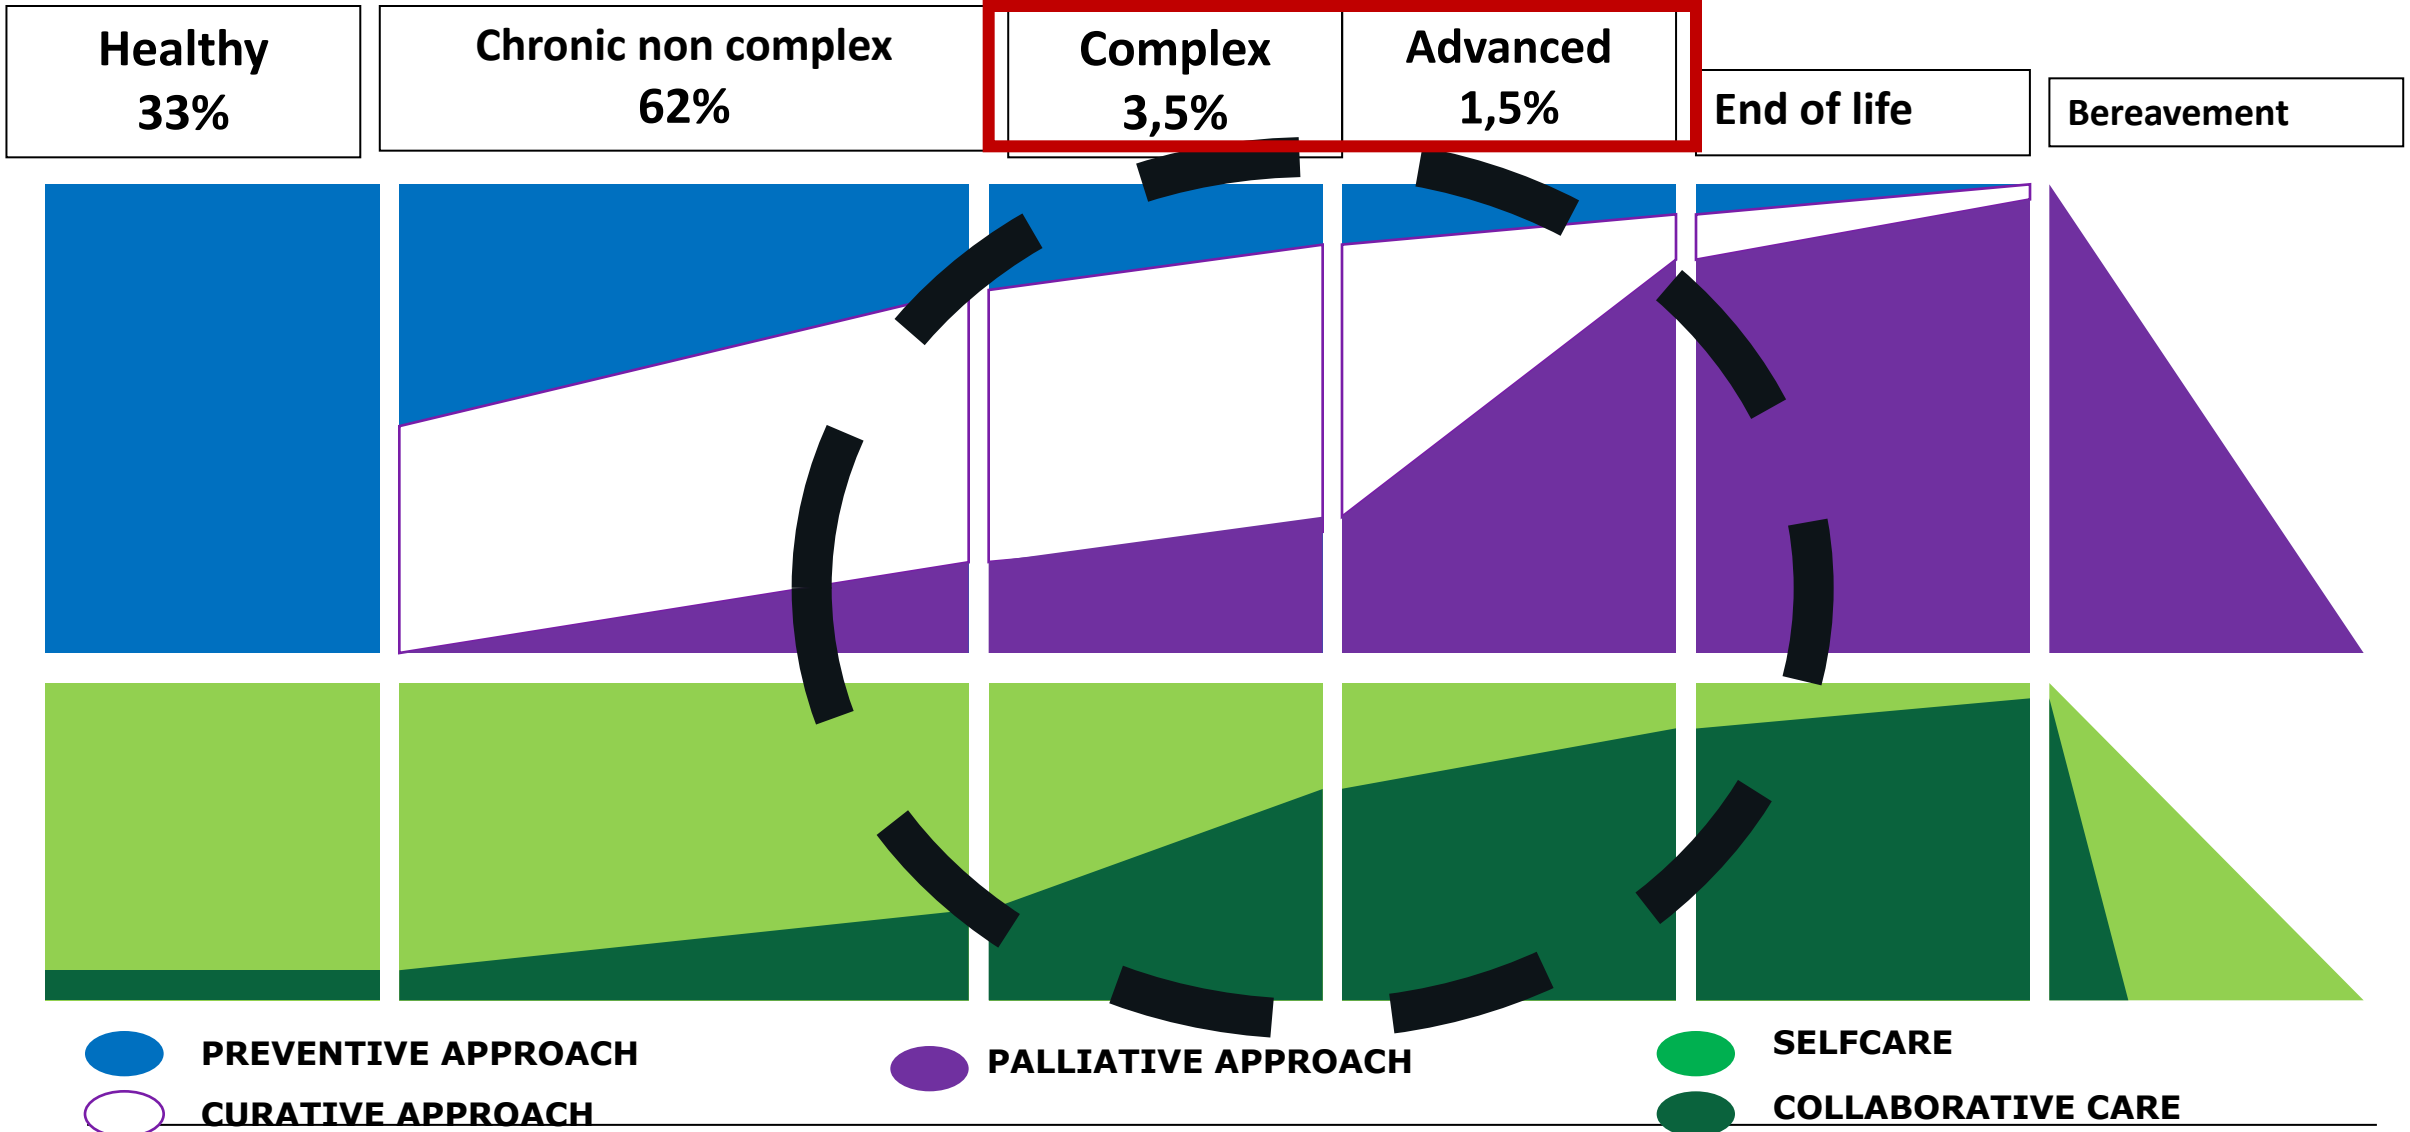 Healthy
33%
Chronic non complex
62%
Complex
3,5%
Advanced
1,5%
End of life
Bereavement
PREVENTIVE APPROACH
CURATIVE APPROACH
PALLIATIVE APPROACH
SELFCARE
COLLABORATIVE CARE